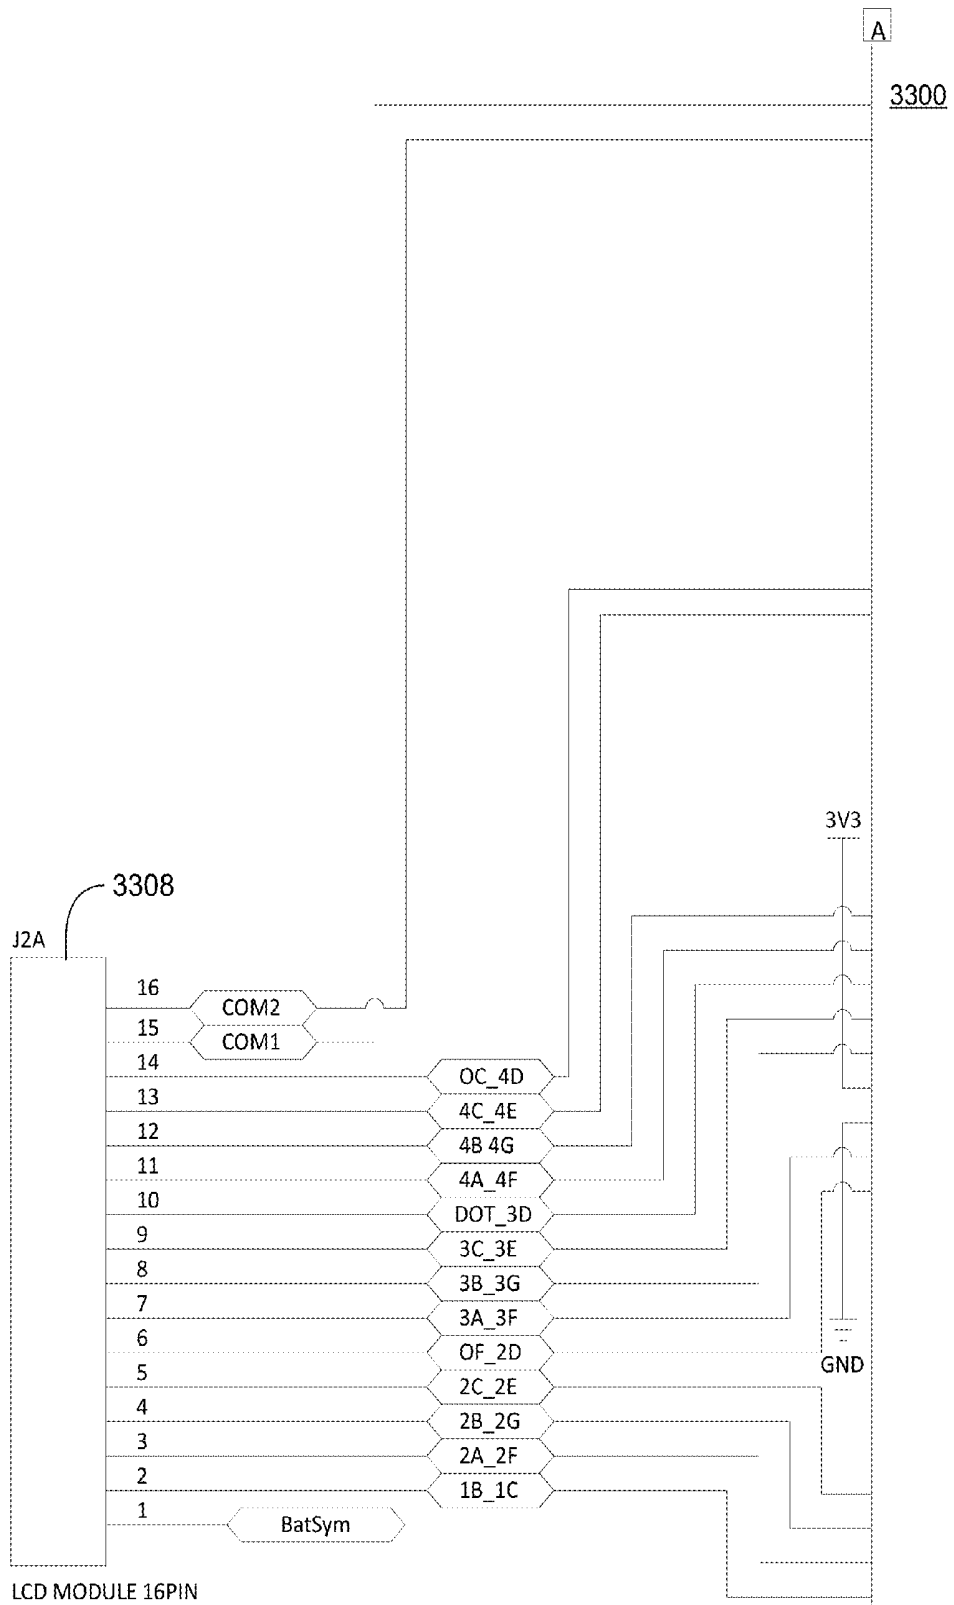 A
3300
3V3
3308
J2A
16 COM2
15 COM1
14 OC_4D
13 4C_4E
12 4B 4G
11 4A_4F
10 DOT_3D
9 3C_3E
8 3B_3G
7 3A_3F
6 OF_2D
GND
5 2C_2E
4 2B_2G
3 2A_2F
2 1B_1C
1 BatSym
LCD MODULE 16PIN